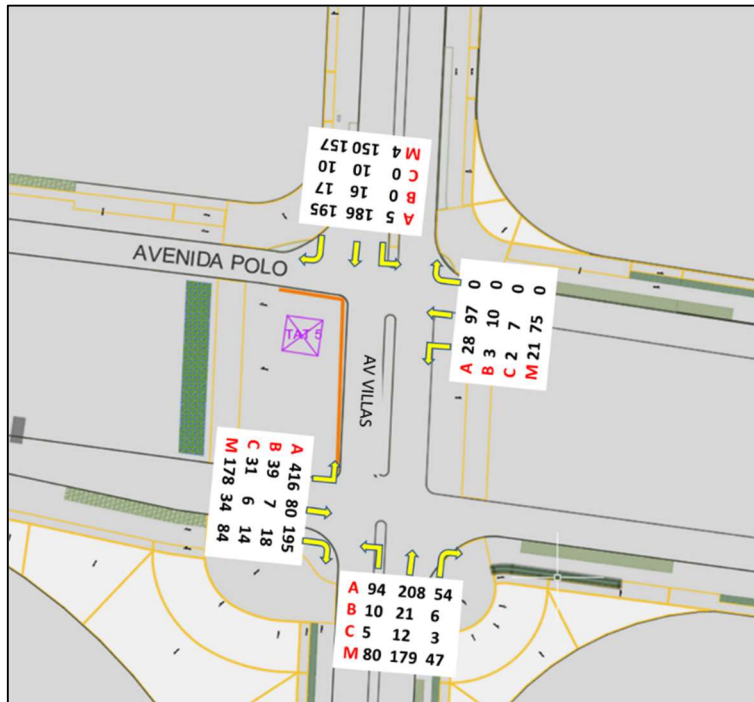 A 5 186 195
B 0 16 17
C 0 10 10
M 4 150 157
AVENIDA POLO
A 28 97 0
B 3 10 0
C 2 7 0
M 21 75 0
TAT 5
AV VILLAS
A 416 80 195
B 39 7 18
C 31 6 14
M 178 34 84
A 94 208 54
B 10 21 6
C 5 12 3
M 80 179 47